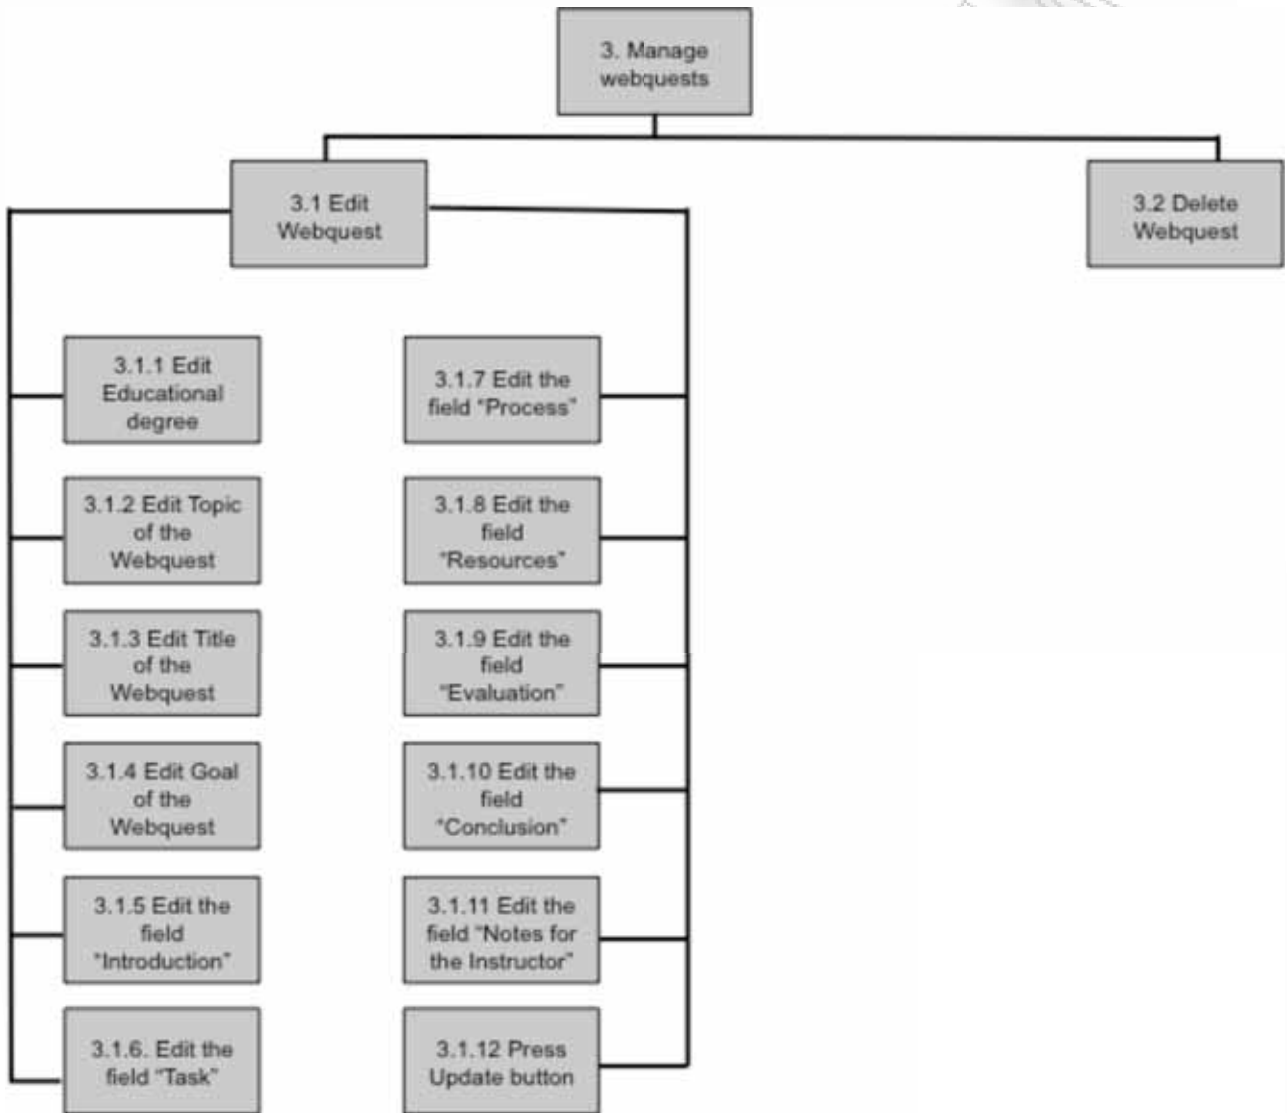 3. Manage
webquests
3.1 Edit
Webquest
3.2 Delete
Webquest
3.1.1 Edit
Educational
degree
3.1.2 Edit Topic
of the
Webquest
3.1.3 Edit Title
of the
Webquest
3.1.4 Edit Goal
of the
Webquest
3.1.5 Edit the
field
“Introduction”
3.1.6. Edit the
field “Task”
3.1.7 Edit the
field “Process”
3.1.8 Edit the
field
“Resources”
3.1.9 Edit the
field
“Evaluation”
3.1.10 Edit the
field
“Conclusion”
3.1.11 Edit the
field “Notes for
the Instructor”
3.1.12 Press
Update button